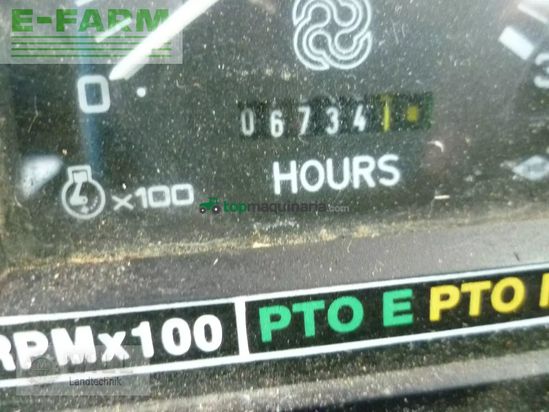 E-FARM
0
06734
x100
HOURS
topmaquinaria.com
RPMx100
PTO E PTO
Landtechnik